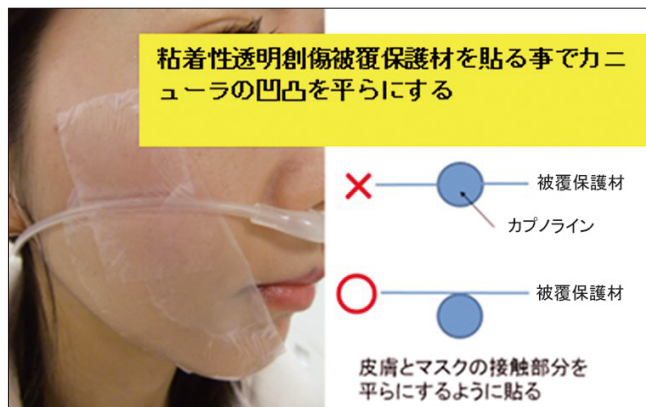 粘着性透明創傷被覆保護材を貼る事でカニ
ューラの凹凸を平らにする
被覆保護材
カプノライン
被覆保護材
皮膚とマスクの接触部分を
平らにするように貼る